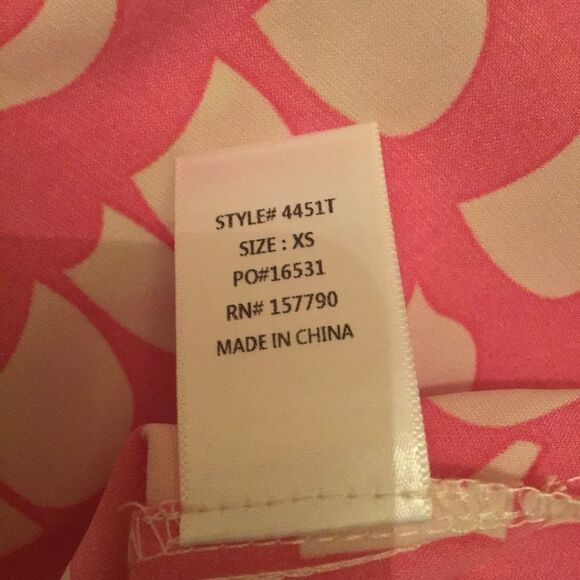 STYLE# 4451T
SIZE : XS
PO#16531
RN# 157790
MADE IN CHINA